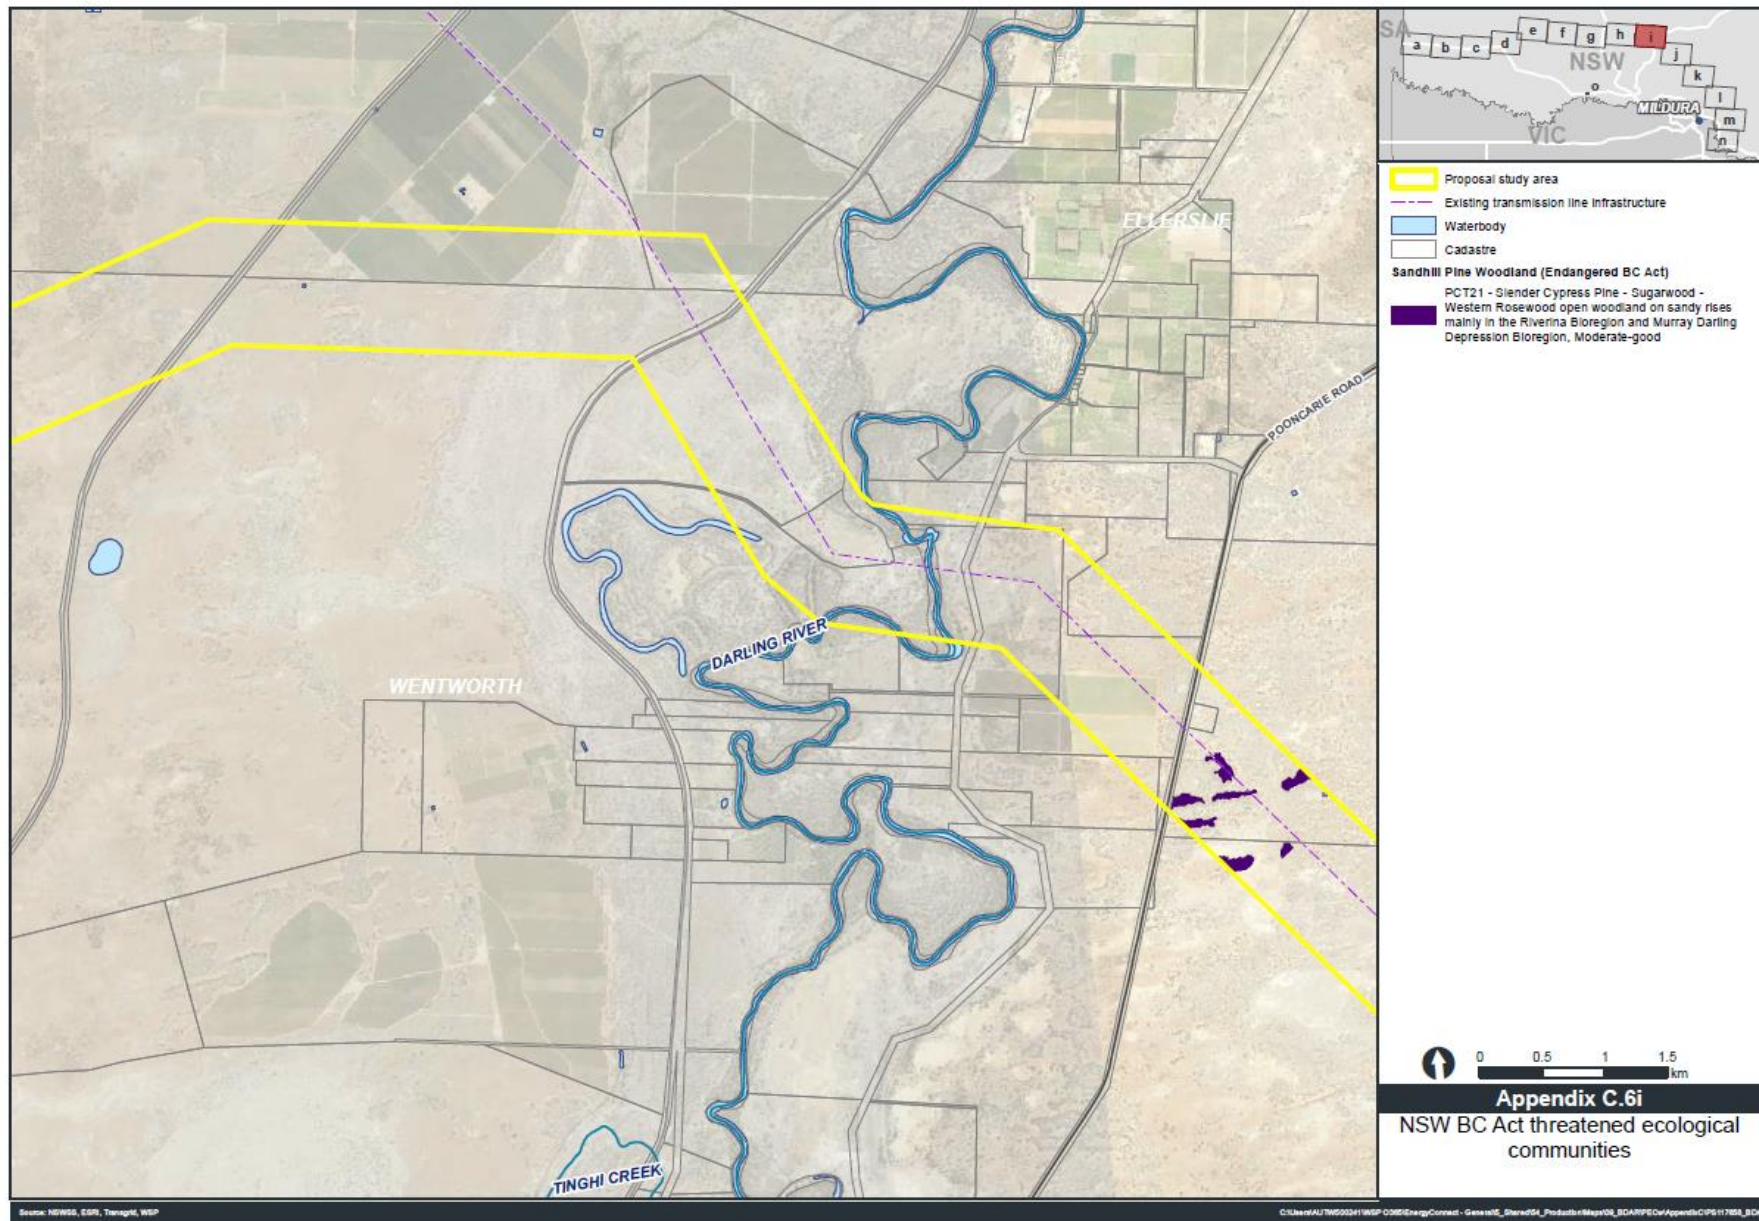 SA
a
b
c
d
e
f
g
h
i
j
k
l
m
n
o
NSW
MILDURA
VIC
Proposal study area
Existing transmission line infrastructure
Waterbody
Cadastre
Sandhill Pine Woodland (Endangered BC Act)
PCT21 - Slender Cypress Pine - Sugarwood -
Western Rosewood open woodland on sandy rises
mainly in the Riverina Bioregion and Murray Darling
Depression Bioregion, Moderate-good
ELLERSLIE
POONCARIE ROAD
DARLING RIVER
WENTWORTH
TINGHI CREEK
0 0.5 1 1.5
km
Appendix C.6i
NSW BC Act threatened ecological
communities
Source: NSWSS, ESRI, Transgrid, WSP